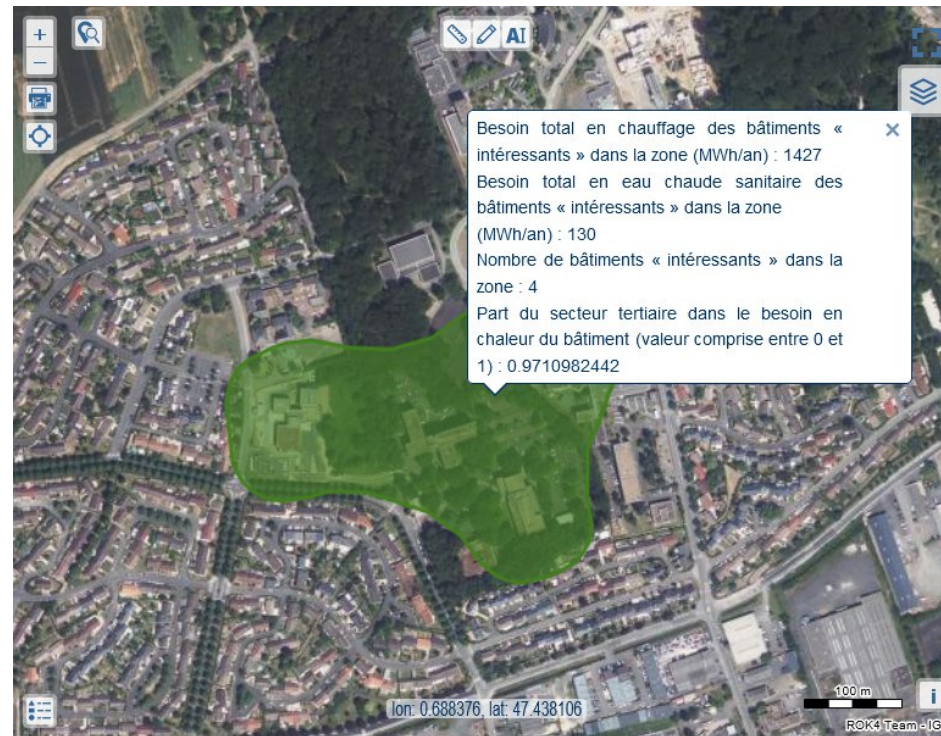 +
AI
−
Besoin total en chauffage des bâtiments «
intéressants » dans la zone (MWh/an) : 1427
Besoin total en eau chaude sanitaire des
bâtiments « intéressants » dans la zone
(MWh/an) : 130
Nombre de bâtiments « intéressants » dans la
zone : 4
Part du secteur tertiaire dans le besoin en
chaleur du bâtiment (valeur comprise entre 0 et
1) : 0.9710982442
×
100 m
i
lon: 0.688376, lat: 47.438106
ROK4 Team - IG